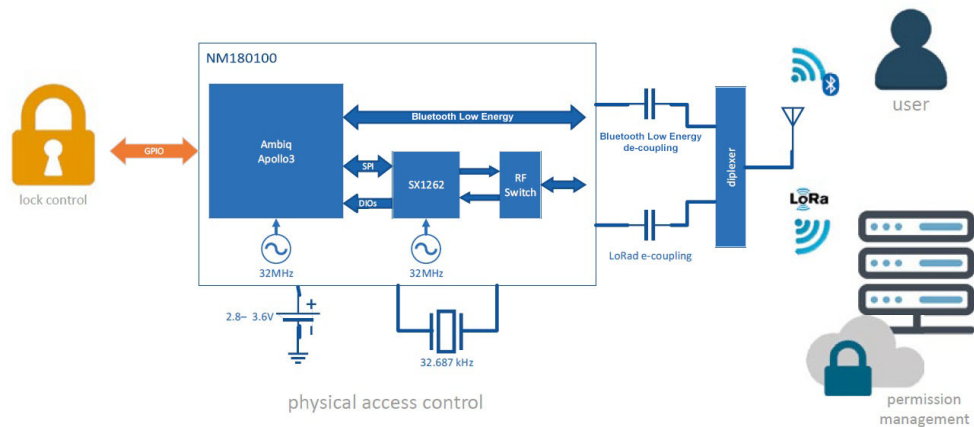 NM180100
Ambiq
Apollo3
Bluetooth Low Energy
SPI
DIOs
SX1262
RF
Switch
32MHz
32MHz
GPIO
lock control
Bluetooth Low Energy
de-coupling
LoRad e-coupling
diplexer
user
LoRa
2.8– 3.6V
+
32.687 kHz
physical access control
permission
management